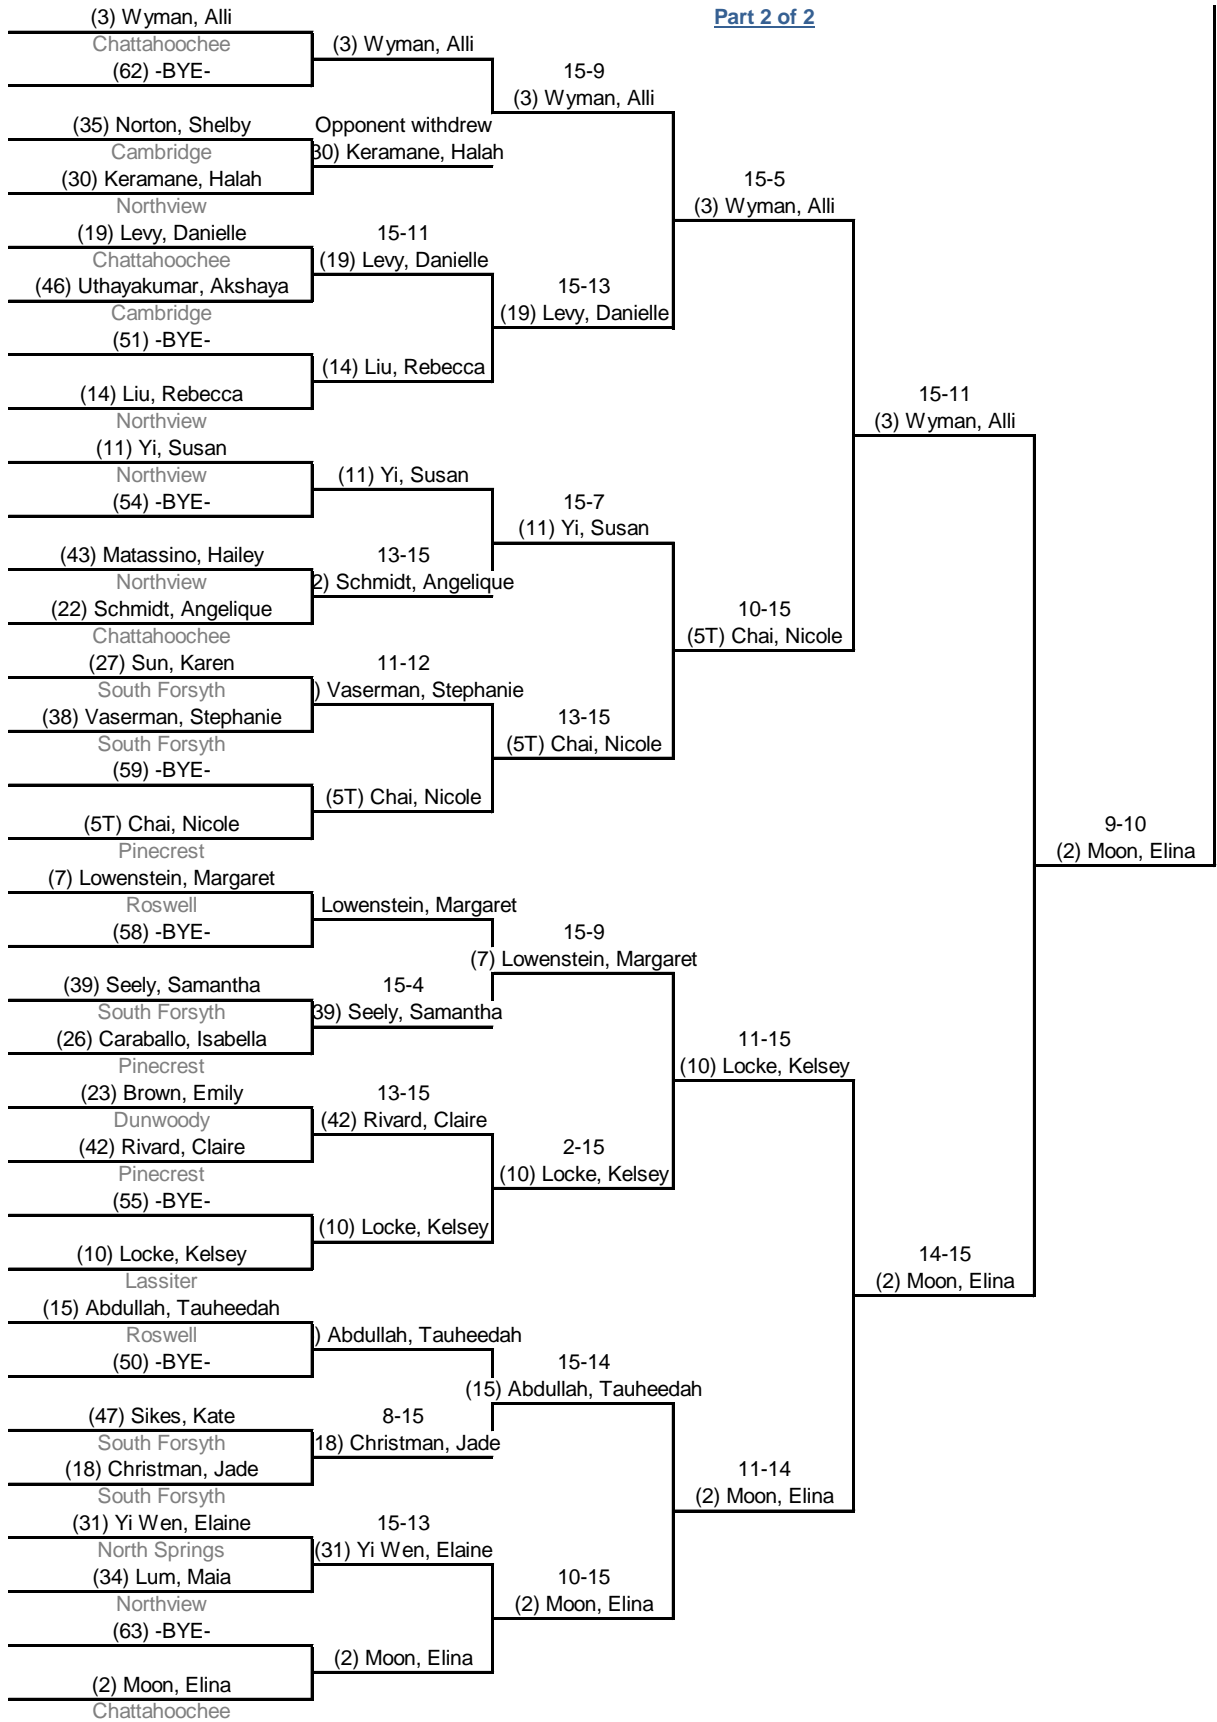 (3) Wyman, Alli
Part 2 of 2
Chattahoochee
(3) Wyman, Alli
(62) -BYE-
15-9
(3) Wyman, Alli
(35) Norton, Shelby
Opponent withdrew
Cambridge
30) Keramane, Halah
(30) Keramane, Halah
15-5
Northview
(3) Wyman, Alli
(19) Levy, Danielle
15-11
Chattahoochee
(19) Levy, Danielle
(46) Uthayakumar, Akshaya
15-13
Cambridge
(19) Levy, Danielle
(51) -BYE-
(14) Liu, Rebecca
(14) Liu, Rebecca
15-11
Northview
(3) Wyman, Alli
(11) Yi, Susan
Northview
(11) Yi, Susan
(54) -BYE-
15-7
(11) Yi, Susan
(43) Matassino, Hailey
13-15
Northview
2) Schmidt, Angelique
(22) Schmidt, Angelique
10-15
Chattahoochee
(5T) Chai, Nicole
(27) Sun, Karen
11-12
South Forsyth
) Vaserman, Stephanie
(38) Vaserman, Stephanie
13-15
South Forsyth
(5T) Chai, Nicole
(59) -BYE-
(5T) Chai, Nicole
(5T) Chai, Nicole
9-10
Pinecrest
(2) Moon, Elina
(7) Lowenstein, Margaret
Roswell
Lowenstein, Margaret
(58) -BYE-
15-9
(7) Lowenstein, Margaret
(39) Seely, Samantha
15-4
South Forsyth
39) Seely, Samantha
(26) Caraballo, Isabella
11-15
Pinecrest
(10) Locke, Kelsey
(23) Brown, Emily
13-15
Dunwoody
(42) Rivard, Claire
(42) Rivard, Claire
2-15
Pinecrest
(10) Locke, Kelsey
(55) -BYE-
(10) Locke, Kelsey
(10) Locke, Kelsey
14-15
Lassiter
(2) Moon, Elina
(15) Abdullah, Tauheedah
Roswell
) Abdullah, Tauheedah
(50) -BYE-
15-14
(15) Abdullah, Tauheedah
(47) Sikes, Kate
8-15
South Forsyth
18) Christman, Jade
(18) Christman, Jade
11-14
South Forsyth
(2) Moon, Elina
(31) Yi Wen, Elaine
15-13
North Springs
(31) Yi Wen, Elaine
(34) Lum, Maia
10-15
Northview
(2) Moon, Elina
(63) -BYE-
(2) Moon, Elina
(2) Moon, Elina
Chattahoochee